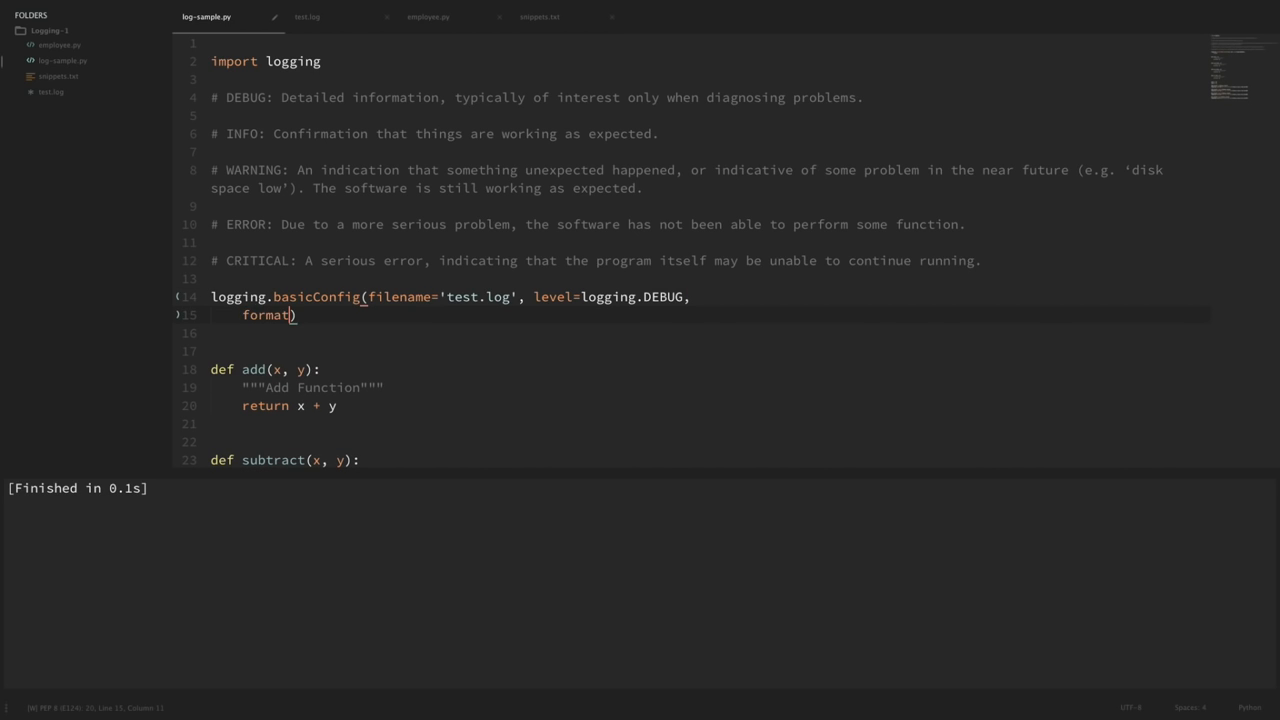 FOLDERS
Logging-1
employee.py
log-sample.py
snippets.txt
test.log
log-sample.py
test.log
employee.py
snippets.txt
1
2 import logging
3
4 # DEBUG: Detailed information, typically of interest only when diagnosing problems.
5
6 # INFO: Confirmation that things are working as expected.
7
8 # WARNING: An indication that something unexpected happened, or indicative of some problem in the near future (e.g. ‘disk
space low’). The software is still working as expected.
9
10 # ERROR: Due to a more serious problem, the software has not been able to perform some function.
11
12 # CRITICAL: A serious error, indicating that the program itself may be unable to continue running.
13
14 logging.basicConfig(filename='test.log', level=logging.DEBUG,
15     format)
16
17
18 def add(x, y):
19     """Add Function"""
20     return x + y
21
22
23 def subtract(x, y):
[Finished in 0.1s]
[W] PEP 8 (E124): 20, Line 15, Column 11
UTF-8
Spaces: 4
Python